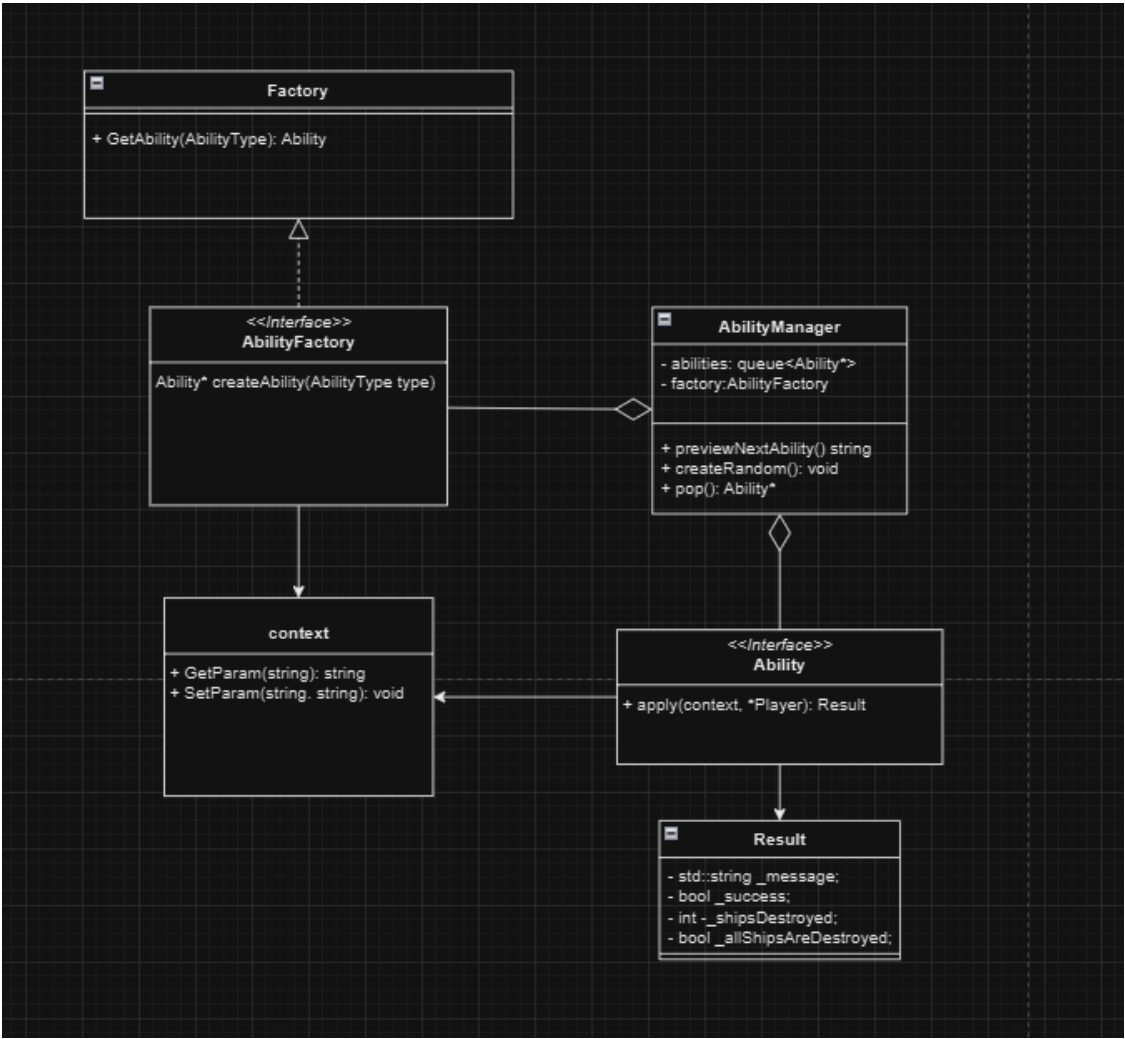 Factory
+ GetAbility(AbilityType): Ability
<<Interface>>
AbilityFactory
Ability* createAbility(AbilityType type)
AbilityManager
- abilities: queue<Ability*>
- factory:AbilityFactory
+ previewNextAbility() string
+ createRandom(): void
+ pop(): Ability*
context
+ GetParam(string): string
+ SetParam(string. string): void
<<Interface>>
Ability
+ apply(context, *Player): Result
Result
- std::string _message;
- bool _success;
- int -_shipsDestroyed;
- bool _allShipsAreDestroyed;